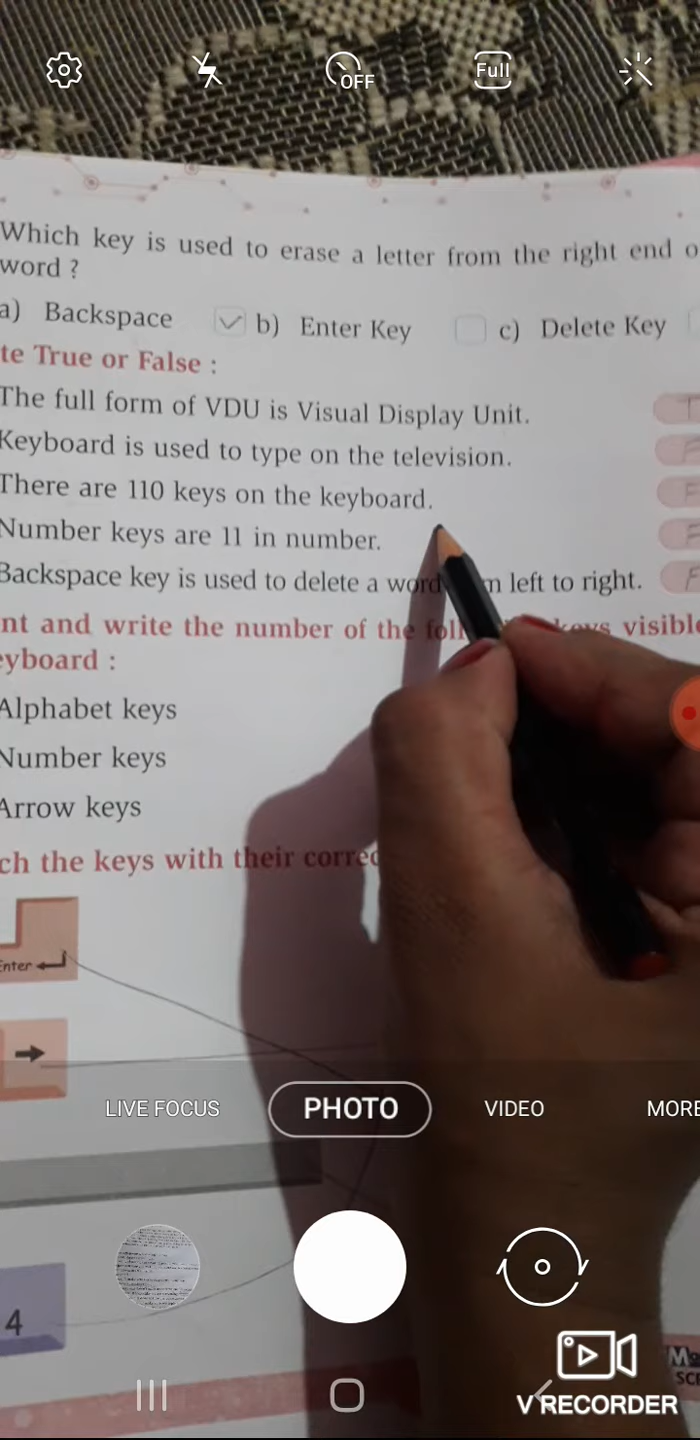 OFF
Full
Which key is used to erase a letter from the right end o
word ?
a) Backspace b) Enter Key c) Delete Key
te True or False :
The full form of VDU is Visual Display Unit. T
Keyboard is used to type on the television. F
There are 110 keys on the keyboard. F
Number keys are 11 in number. F
Backspace key is used to delete a word m left to right. F
nt and write the number of the keys visible
eyboard :
Alphabet keys
Number keys
Arrow keys
ch the keys with their correc
Enter
LIVE FOCUS PHOTO VIDEO MORE
4
V RECORDER